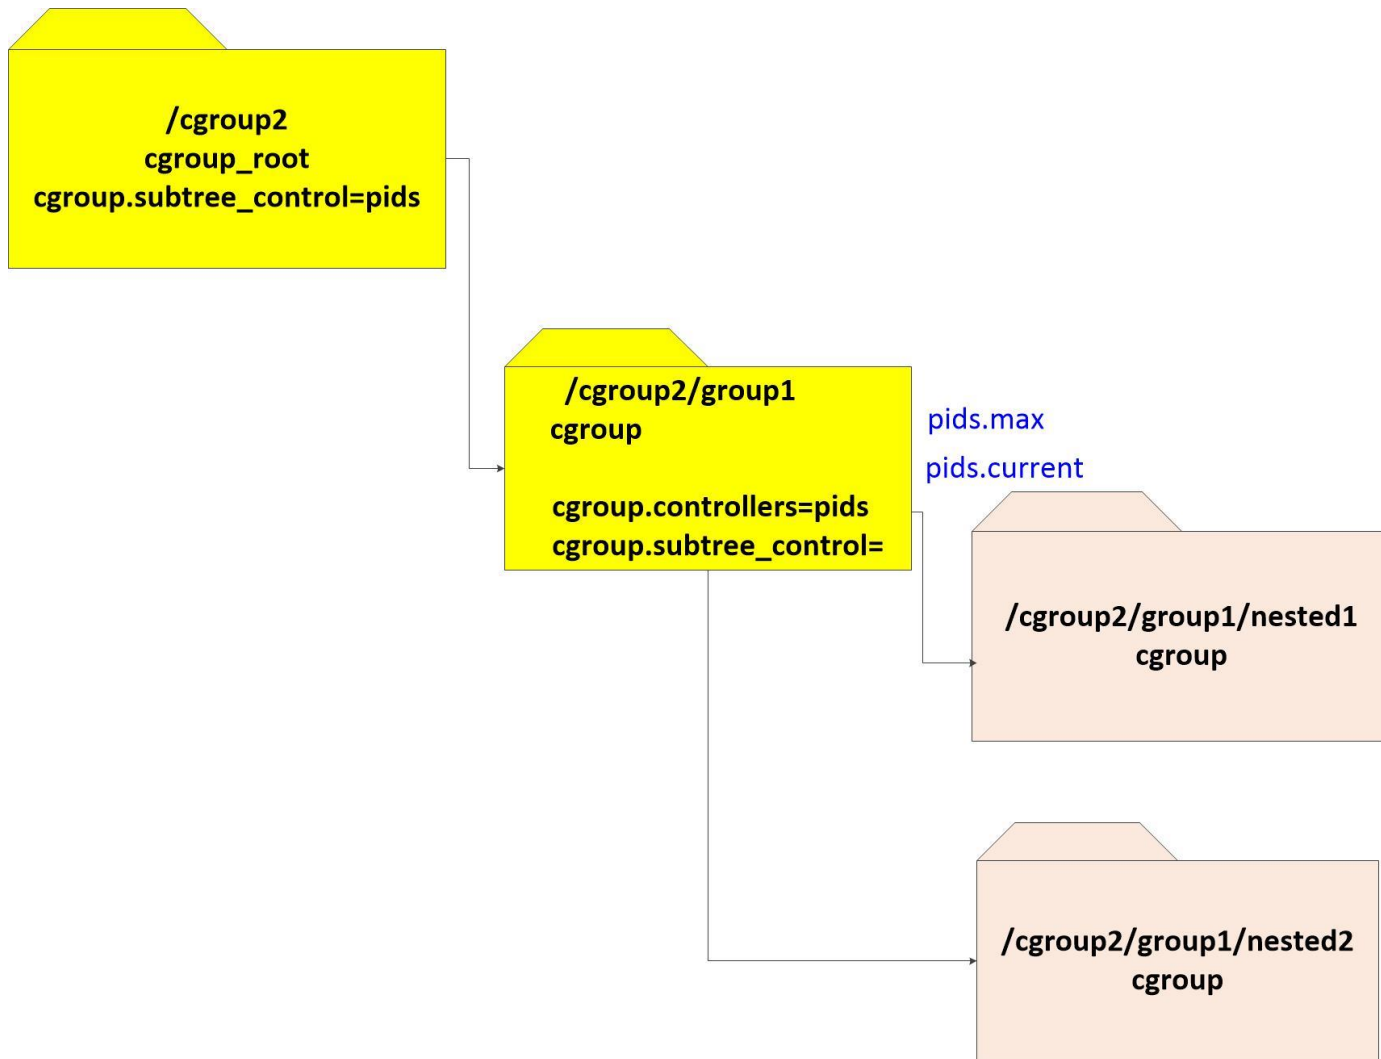 /cgroup2
cgroup_root
cgroup.subtree_control=pids
/cgroup2/group1
cgroup
cgroup.controllers=pids
cgroup.subtree_control=
pids.max
pids.current
/cgroup2/group1/nested1
cgroup
/cgroup2/group1/nested2
cgroup